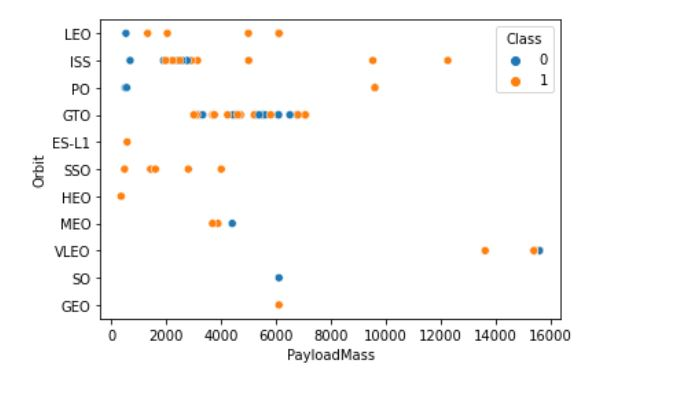 LEO
ISS
PO
GTO
ES-L1
SSO
HEO
MEO
VLEO
SO
GEO
Orbit
Class
0
1
0 2000 4000 6000 8000 10000 12000 14000 16000
PayloadMass